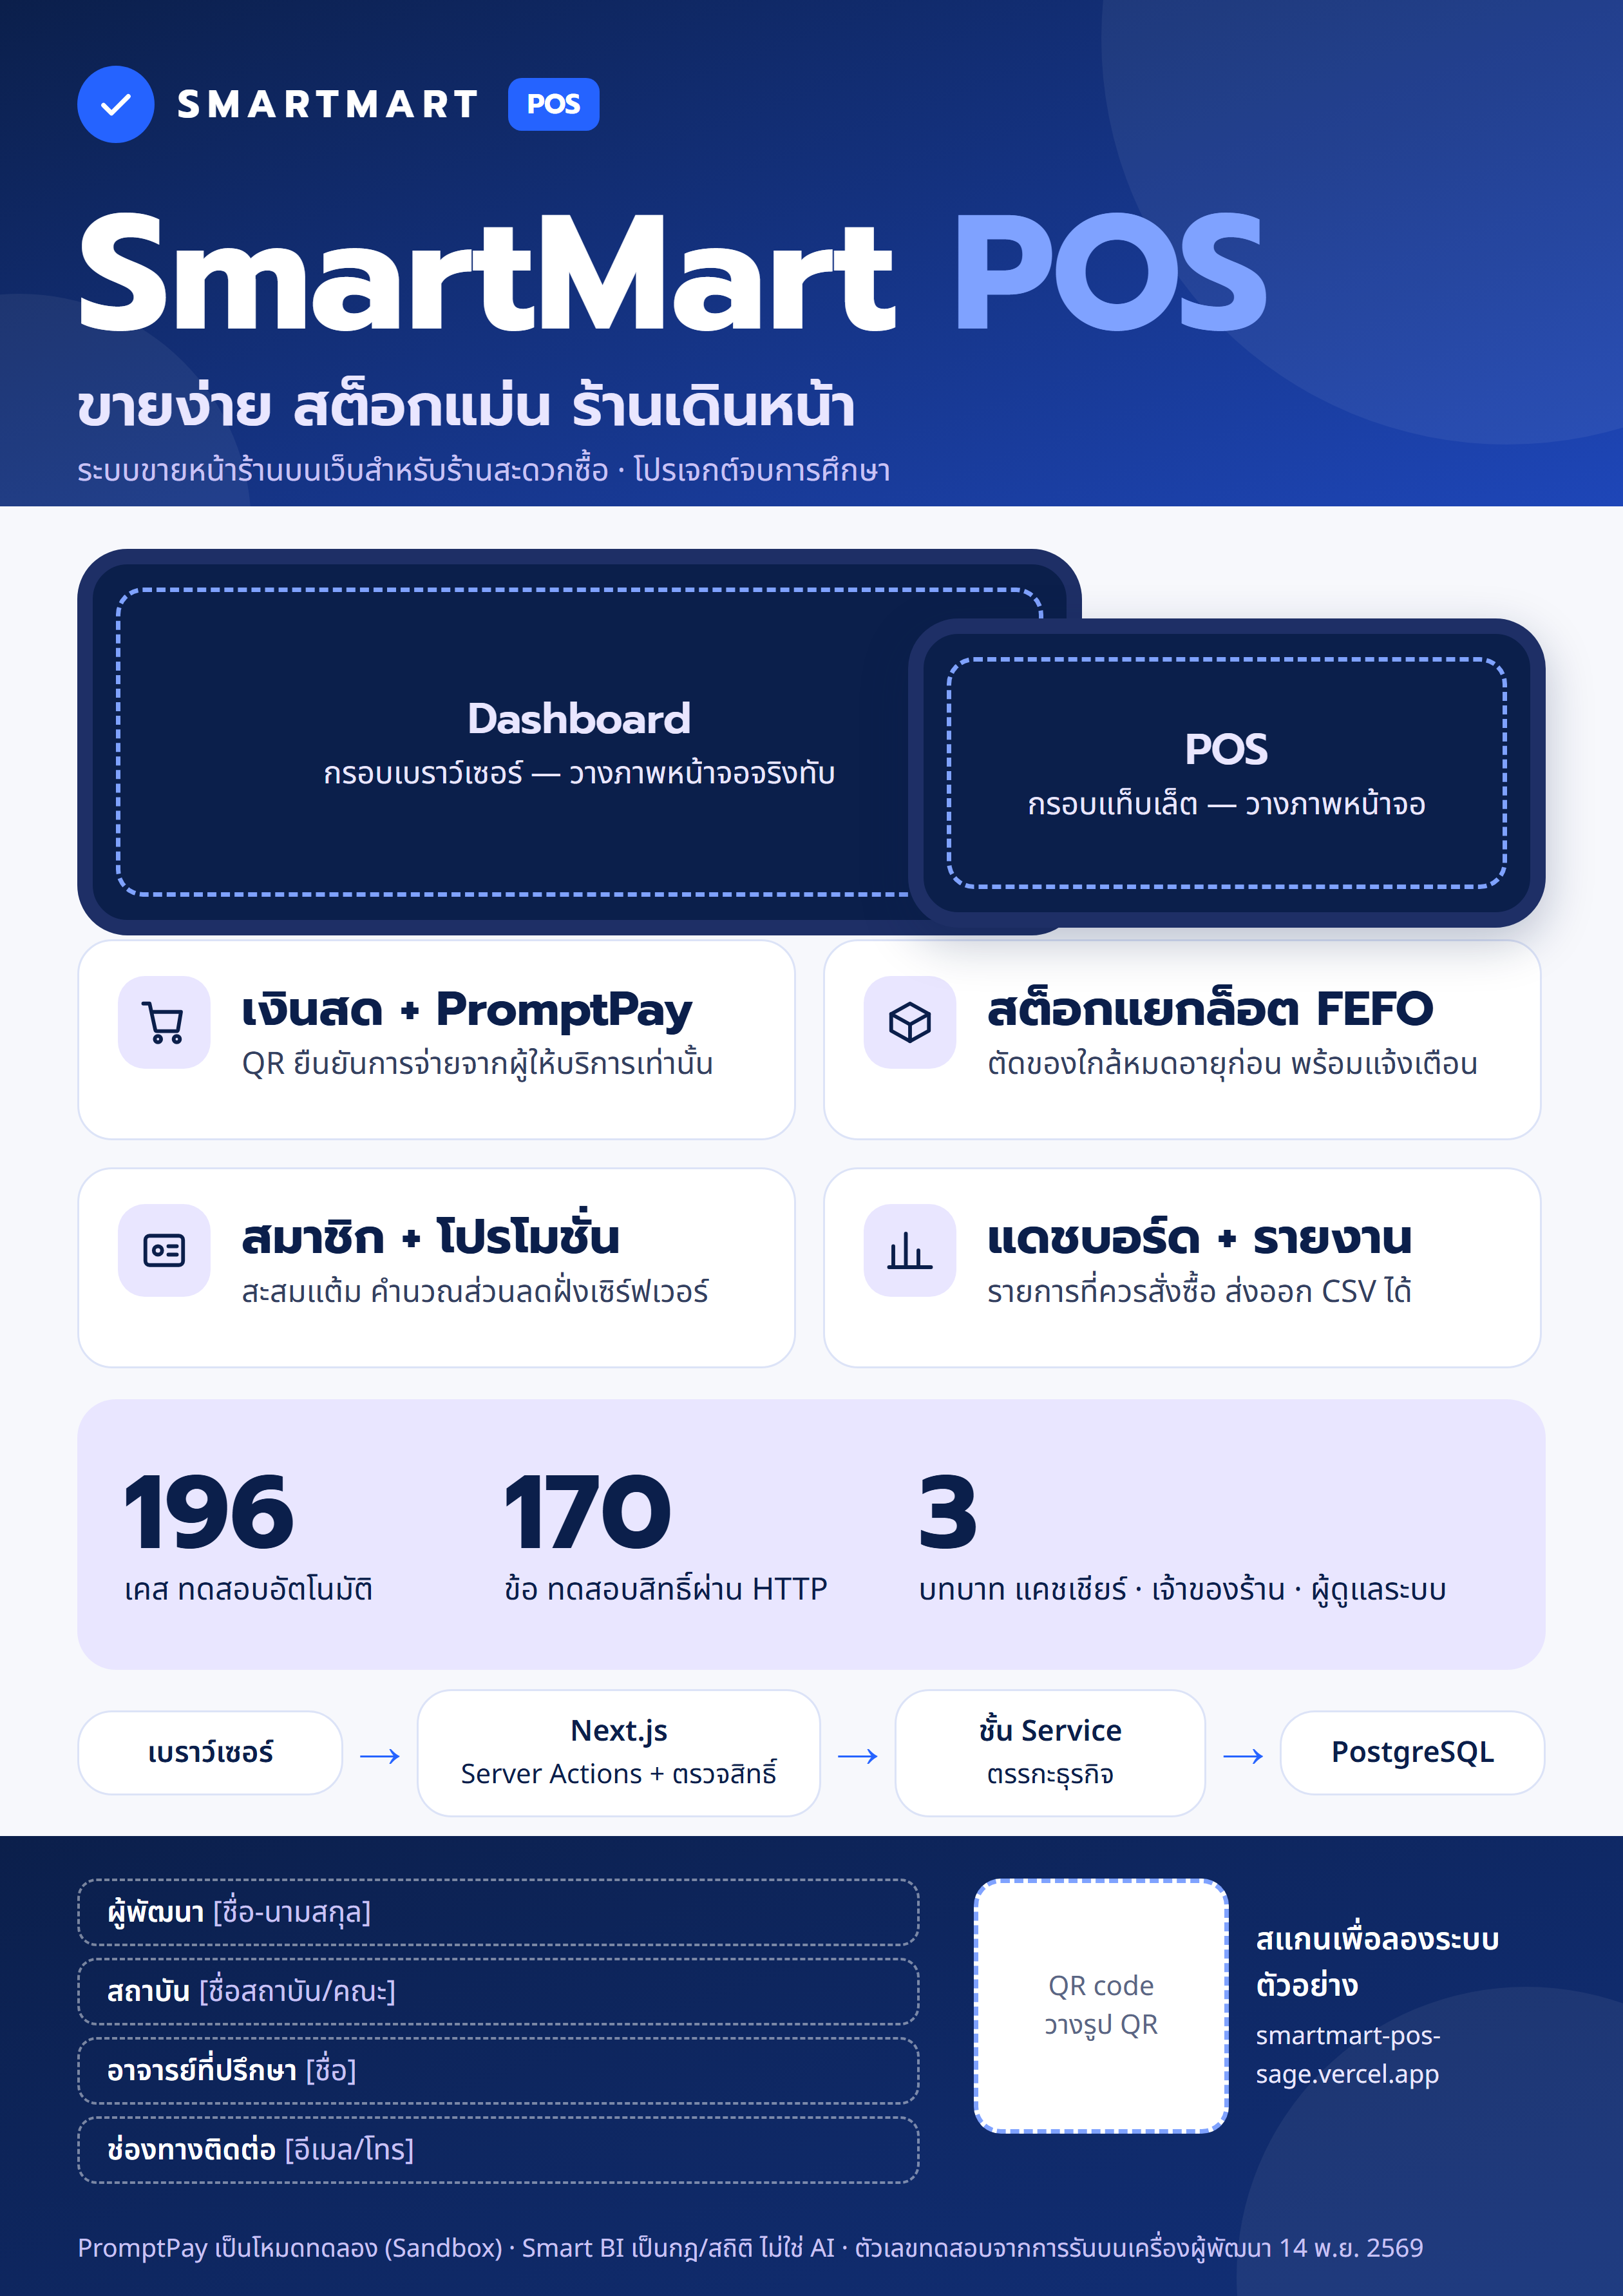 SMARTMART POS
SmartMart POS
ขายง่าย สต็อกแม่น ร้านเดินหน้า
ระบบขายหน้าร้านบนเว็บสำหรับร้านสะดวกซื้อ · โปรเจกต์จบการศึกษา
Dashboard
กรอบเบราว์เซอร์ — วางภาพหน้าจอจริงทับ
POS
กรอบแท็บเล็ต — วางภาพหน้าจอ
เงินสด + PromptPay
QR ยืนยันการจ่ายจากผู้ให้บริการเท่านั้น
สต็อกแยกล็อต FEFO
ตัดของใกล้หมดอายุก่อน พร้อมแจ้งเตือน
สมาชิก + โปรโมชั่น
สะสมแต้ม คำนวณส่วนลดฝั่งเซิร์ฟเวอร์
แดชบอร์ด + รายงาน
รายการที่ควรสั่งซื้อ ส่งออก CSV ได้
196
เคส ทดสอบอัตโนมัติ
170
ข้อ ทดสอบสิทธิ์ผ่าน HTTP
3
บทบาท แคชเชียร์ · เจ้าของร้าน · ผู้ดูแลระบบ
เบราว์เซอร์
→
Next.js
Server Actions + ตรวจสิทธิ์
→
ชั้น Service
ตรรกะธุรกิจ
→
PostgreSQL
ผู้พัฒนา [ชื่อ-นามสกุล]
สถาบัน [ชื่อสถาบัน/คณะ]
อาจารย์ที่ปรึกษา [ชื่อ]
ช่องทางติดต่อ [อีเมล/โทร]
QR code
วางรูป QR
สแกนเพื่อลองระบบ
ตัวอย่าง
smartmart-pos-
sage.vercel.app
PromptPay เป็นโหมดทดลอง (Sandbox) · Smart BI เป็นกฎ/สถิติ ไม่ใช่ AI · ตัวเลขทดสอบจากการรันบนเครื่องผู้พัฒนา 14 พ.ย. 2569